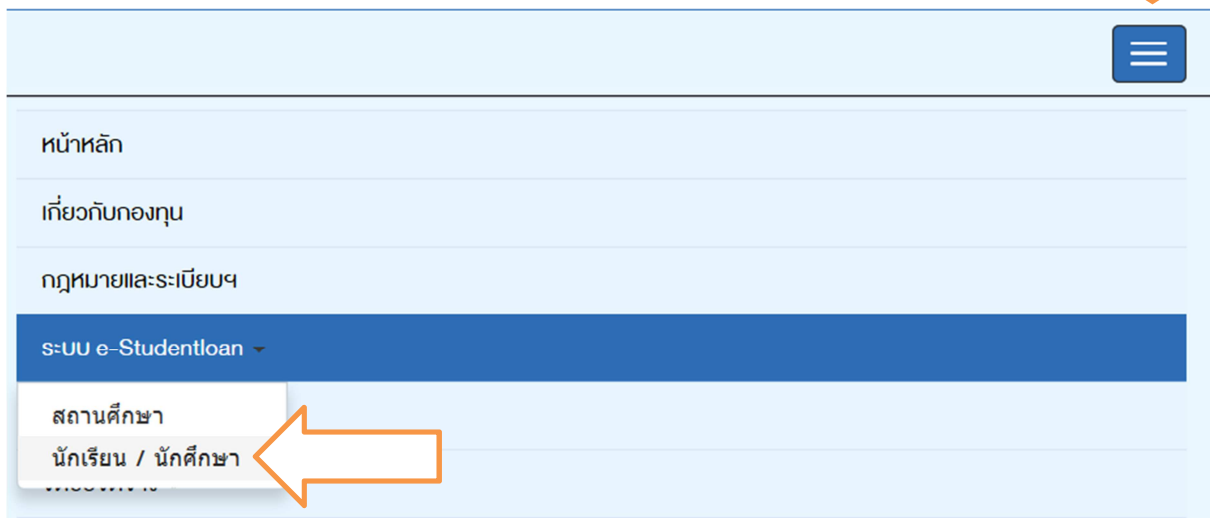 หน้าหลัก
เกี่ยวกับกองทุน
กฎหมายและระเบียบฯ
ระบบ e-Studentloan
สถานศึกษา
นักเรียน / นักศึกษา